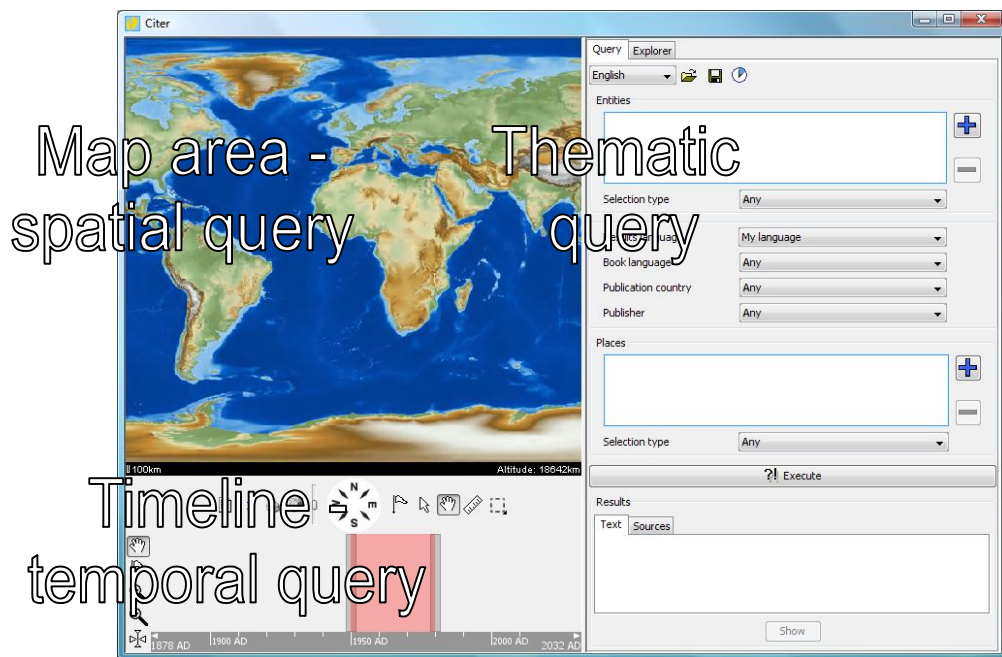 Citer
Query Explorer
English
Entities
Map area -
spatial query
Thematic
query
Selection type Any
My language
Book language Any
Publication country Any
Publisher Any
Places
Selection type Any
100km Altitude: 18642km
?! Execute
Timeline
N
S
temporal query
Results
Text Sources
1878 AD 1900 AD 1950 AD 2000 AD 2032 AD
Show